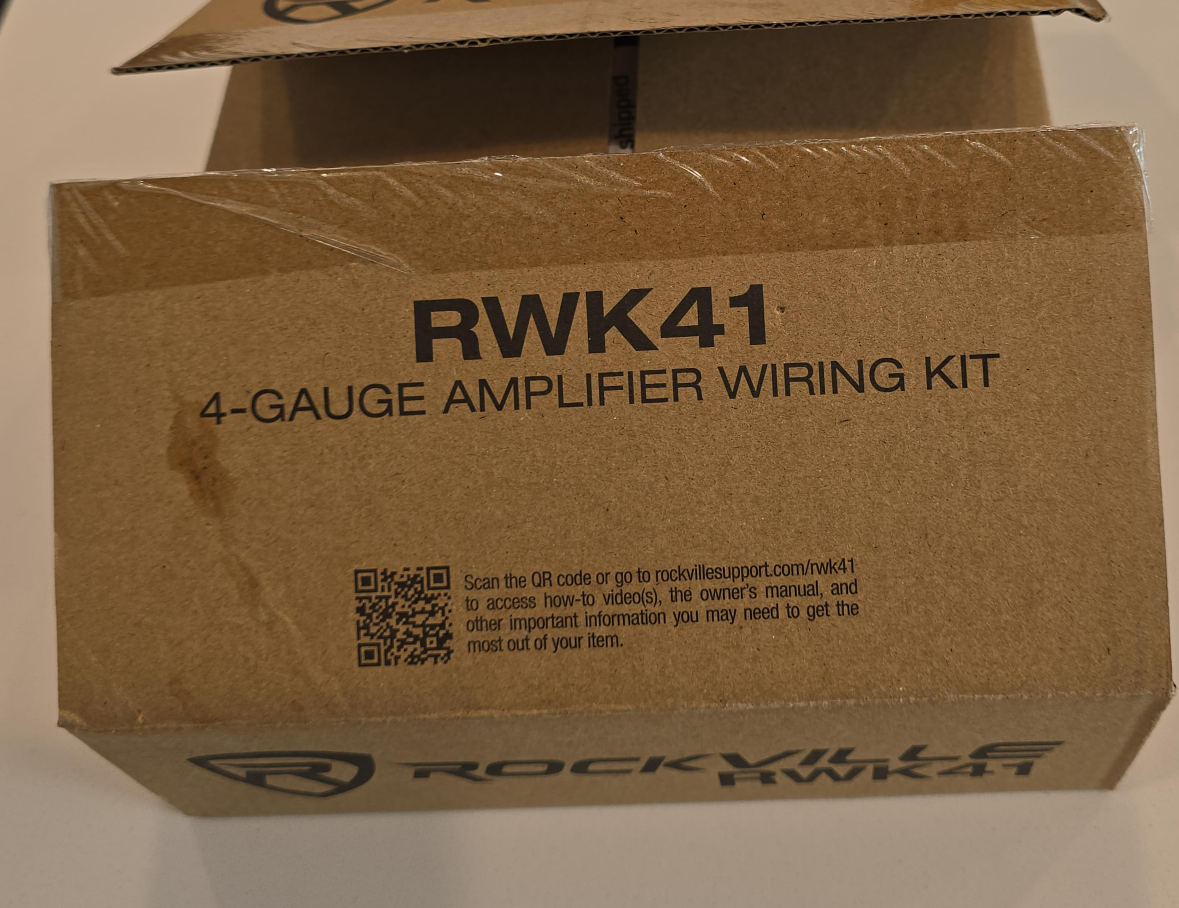 shipped
RWK41
4-GAUGE AMPLIFIER WIRING KIT
Scan the QR code or go to rockvillesupport.com/rwk41
to access how-to video(s), the owner's manual, and
other important information you may need to get the
most out of your item.
R ROCKVILLE
RWK41